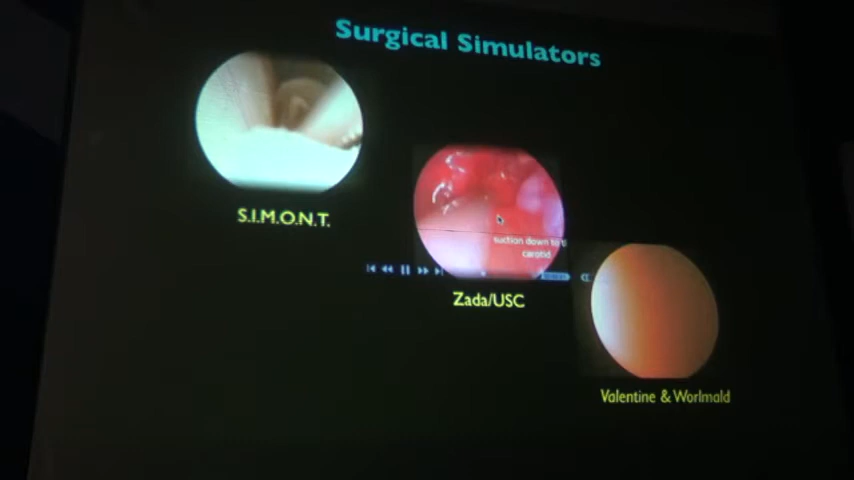 Surgical Simulators
S.I.M.O.N.T.
suction down to
carotid
Zada/USC
Valentine & Worlmald